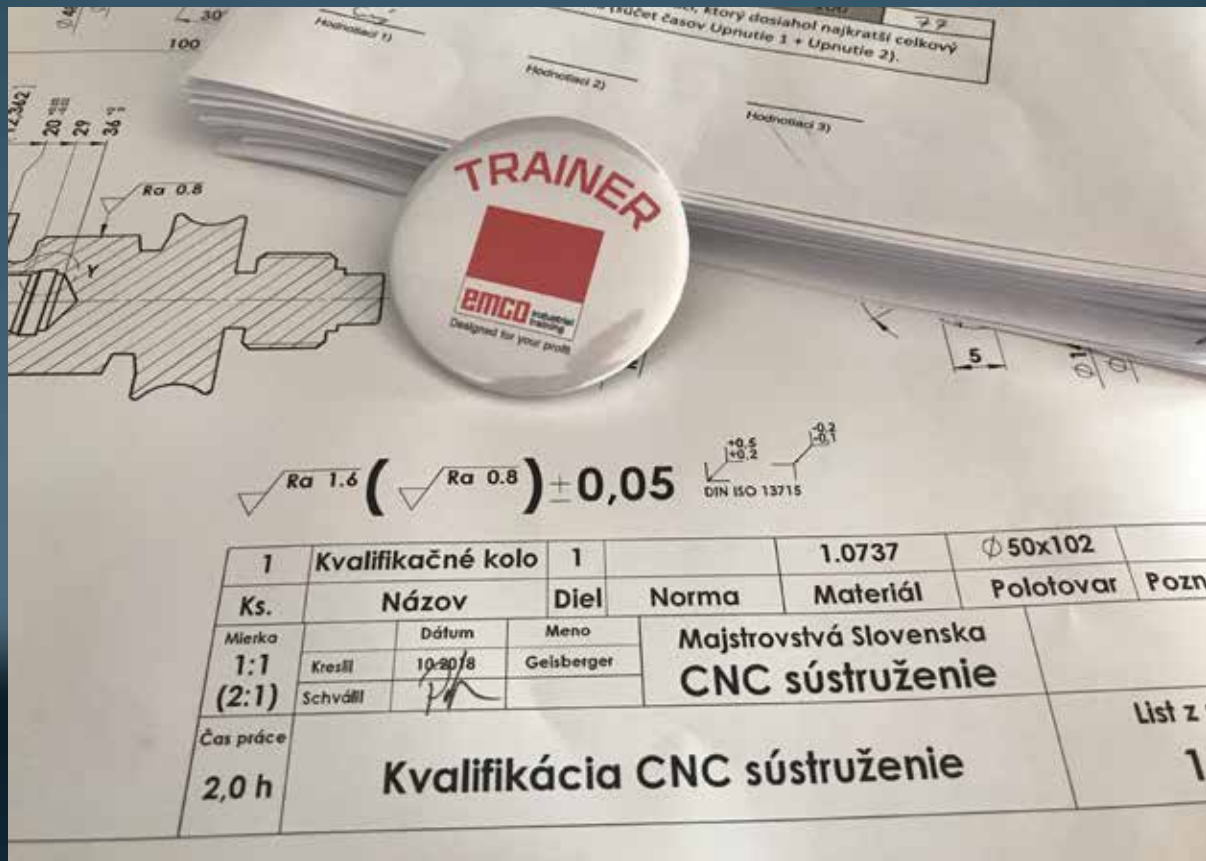 30°
100
Hodnotiaci 1)
Hodnotiaci 2)
Hodnotiaci 3)
77
ktorý dosiahol najkratší celkový
(súčet časov Upnutie 1 + Upnutie 2).
20
29
36
Ra 0.8
Y
TRAINER
emco industrial training
Designed for your profit
5
Ra 1.6 ( Ra 0.8 ) ±0,05
+0.5
+0.2
-0.2
-0.1
DIN ISO 13715
1 Kvalifikačné kolo 1 1.0737 ∅ 50x102
Ks. Názov Diel Norma Materiál Polotovar Pozn
Mierka Dátum Meno
1:1 Kreslil 10.2018 Geisberger
(2:1) Schválil
Majstrovstvá Slovenska
CNC sústruženie
Čas práce
2,0 h
Kvalifikácia CNC sústruženie
List z
1